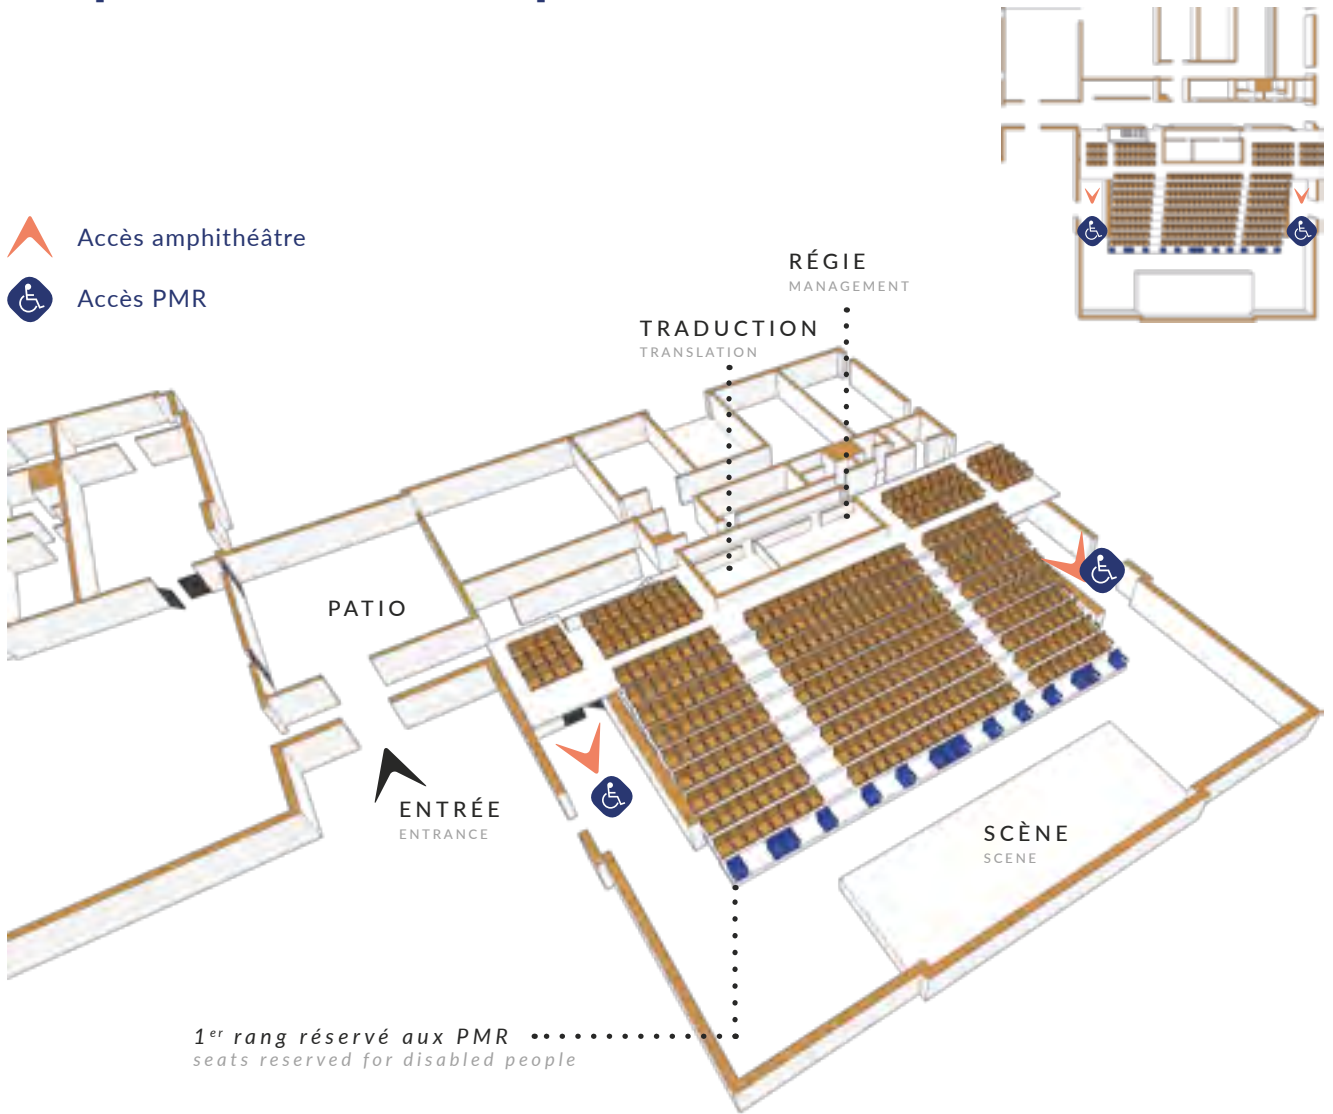 Accès amphithéâtre
Accès PMR
RÉGIE
MANAGEMENT
TRADUCTION
TRANSLATION
PATIO
ENTRÉE
ENTRANCE
SCÈNE
SCENE
1er rang réservé aux PMR
seats reserved for disabled people